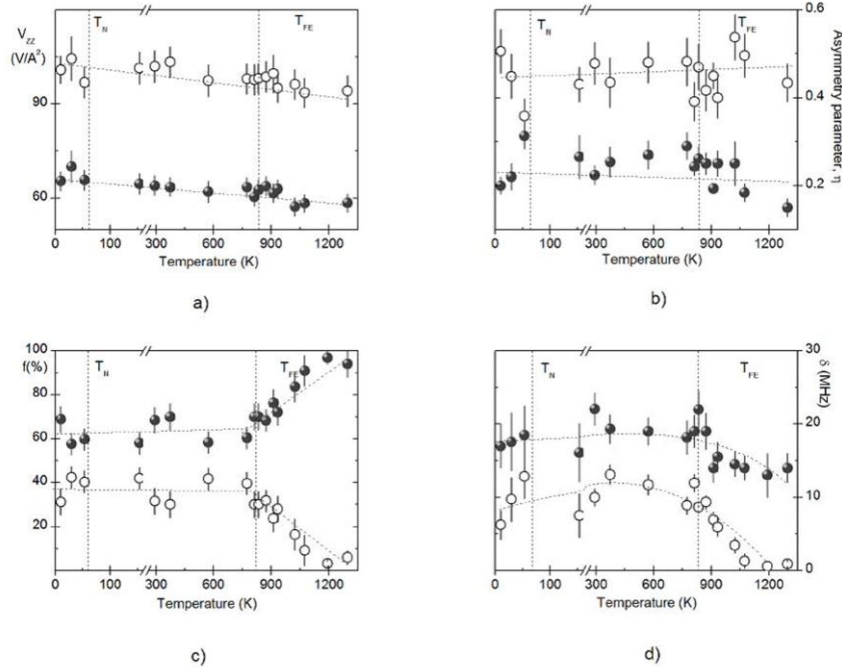 V_zz
(V/A²)
90
60
T_N
T_FE
0 100 300 600 900 1200
Temperature (K)
a)
T_N
T_FE
0.6
0.4
0.2
Asymmetry parameter, η
0 100 300 600 900 1200
Temperature (K)
b)
100
f(%)
80
60
40
20
T_N
T_FE
0 100 300 600 900 1200
Temperature (K)
c)
T_N
T_FE
30
20
10
0
δ (MHz)
0 100 300 600 900 1200
Temperature (K)
d)